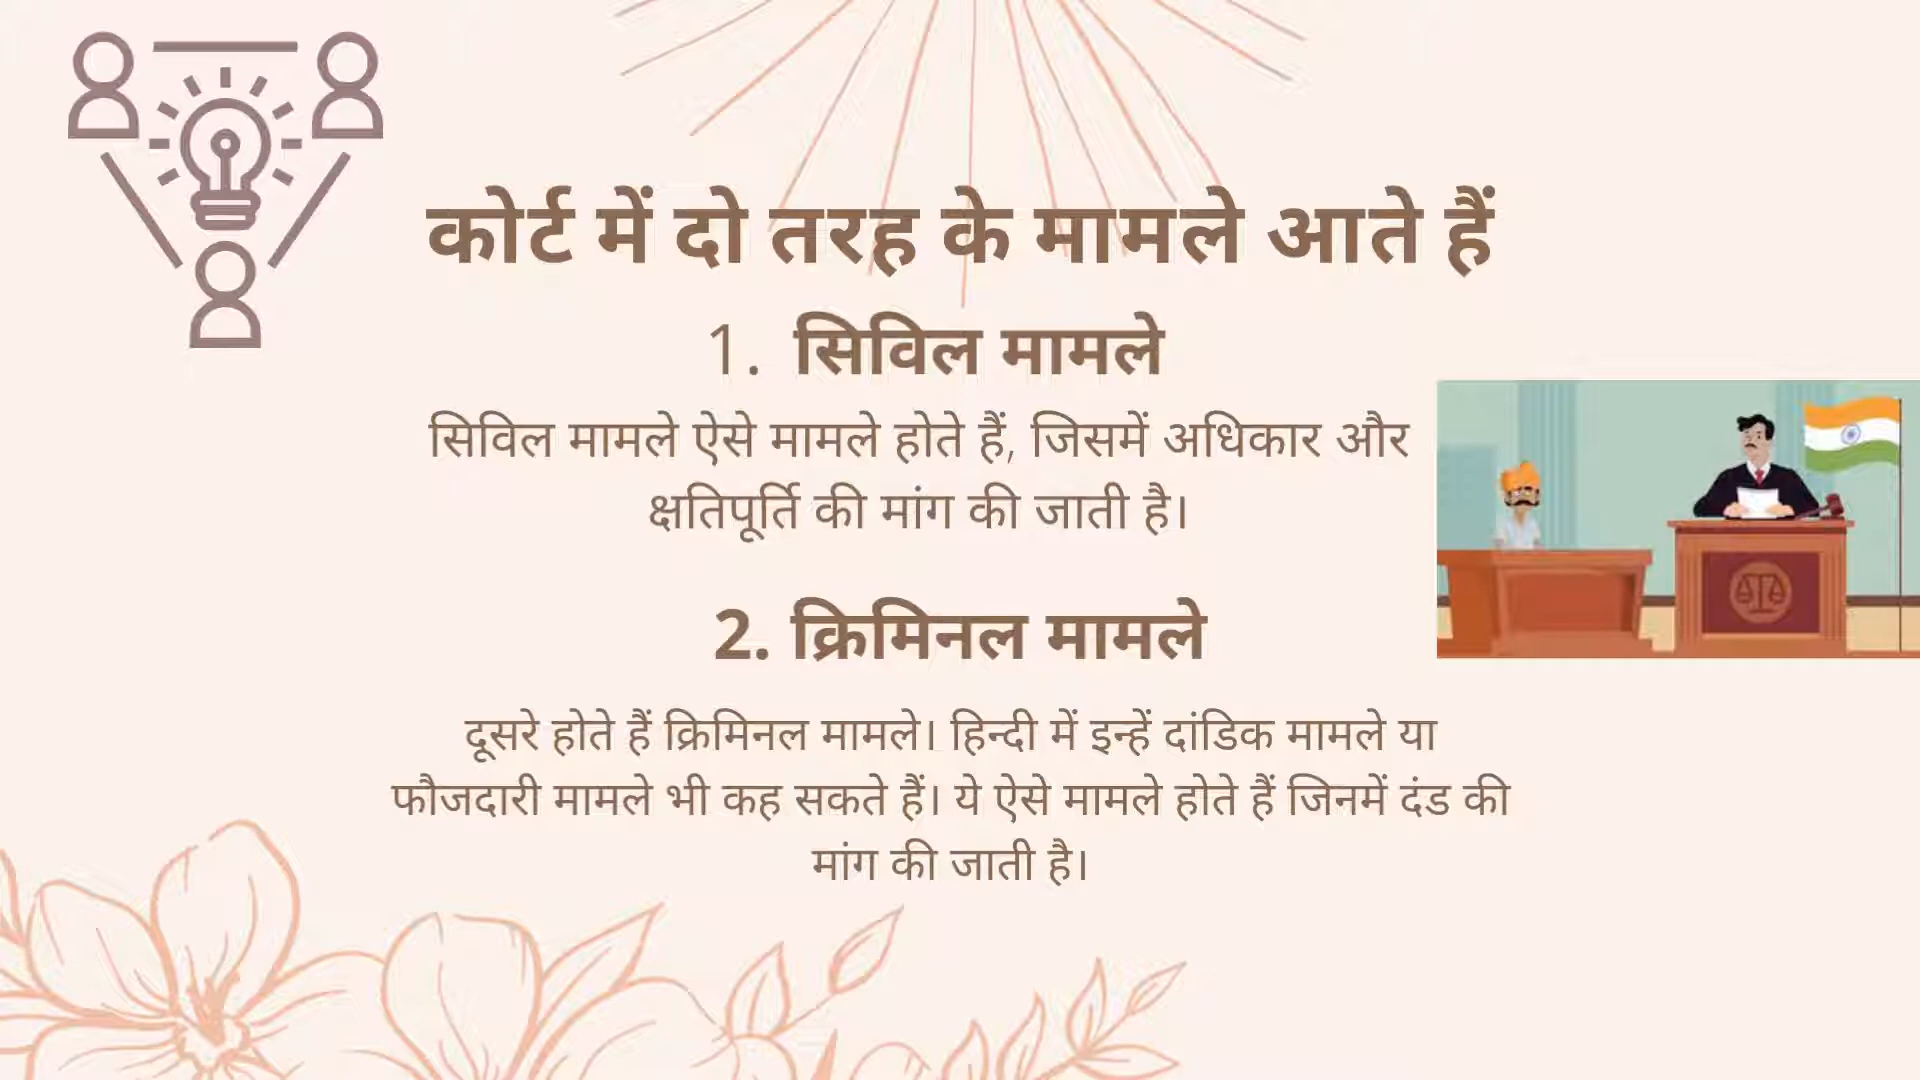 कोर्ट में दो तरह के मामले आते हैं
1. सिविल मामले
सिविल मामले ऐसे मामले होते हैं, जिसमें अधिकार और
क्षतिपूर्ति की मांग की जाती है।
2. क्रिमिनल मामले
दूसरे होते हैं क्रिमिनल मामले। हिन्दी में इन्हें दांडिक मामले या
फौजदारी मामले भी कह सकते हैं। ये ऐसे मामले होते हैं जिनमें दंड की
मांग की जाती है।